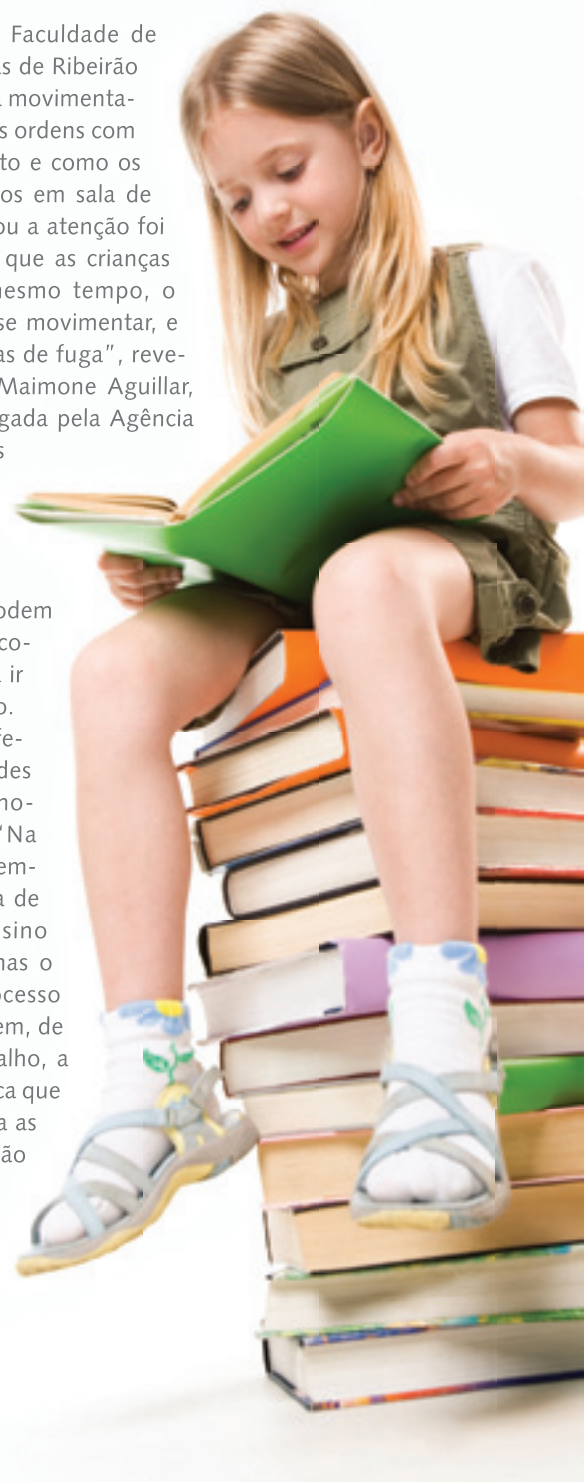 Faculdade de
as de Ribeirão
a movimenta-
s ordens com
to e como os
os em sala de
ou a atenção foi
que as crianças
mesmo tempo, o
se movimentar, e
as de fuga”, reve-
Maimone Aguillar,
gada pela Agência
s
odem
co-
a ir
o.
fe-
des
no-
“Na
em-
a de
sino
nas o
ocesso
em, de
alho, a
ca que
a as
ão